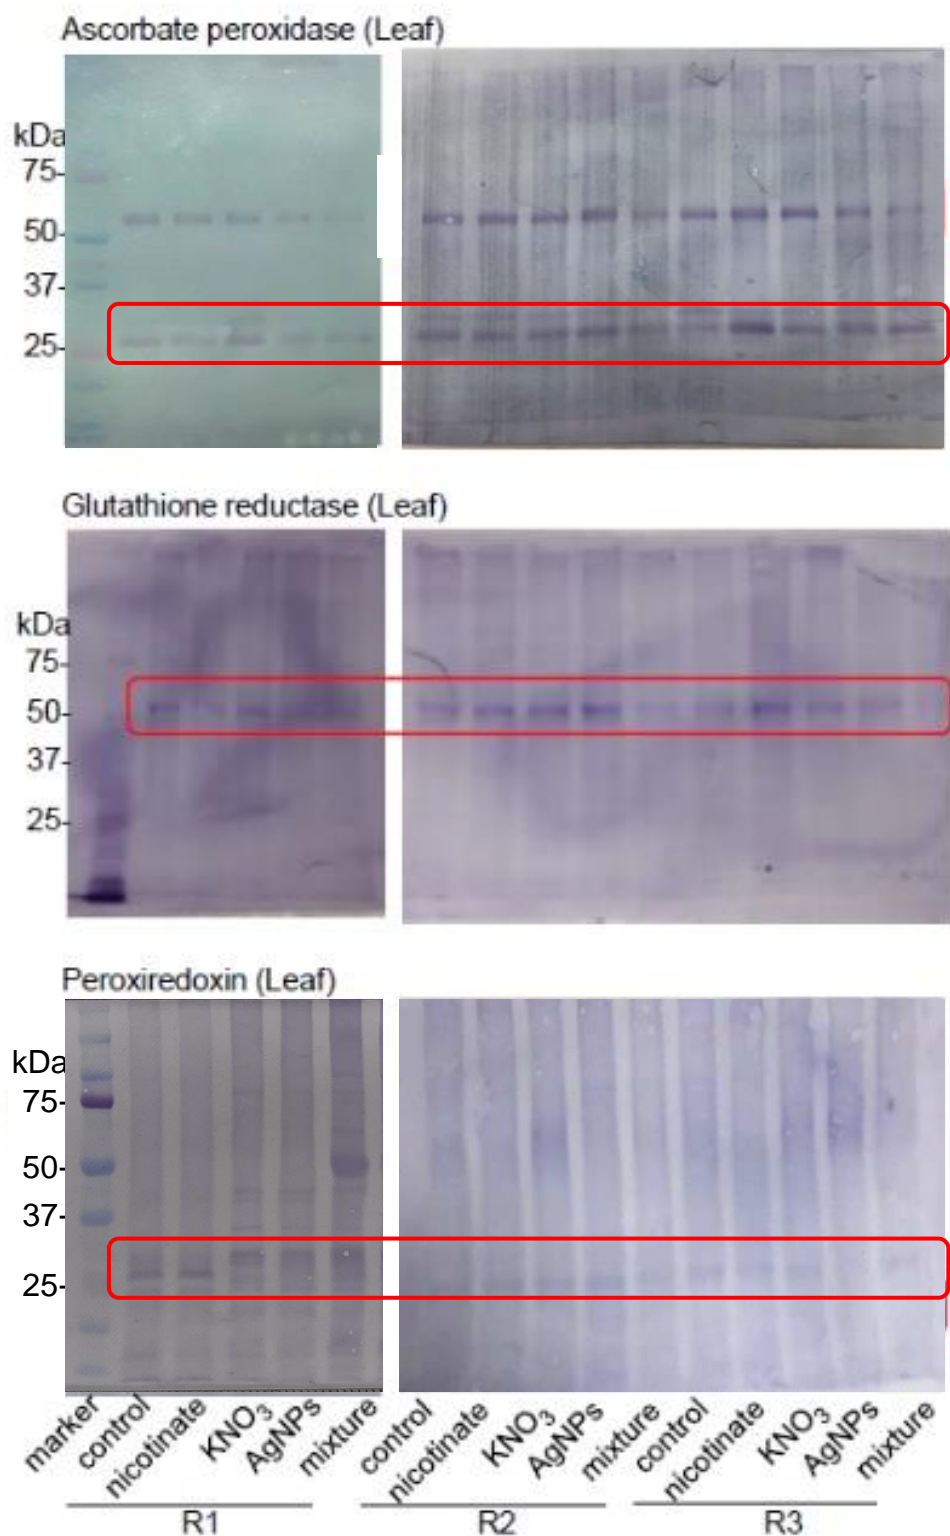 Ascorbate peroxidase (Leaf)
kDa
75-
50-
37-
25-
Glutathione reductase (Leaf)
kDa
75-
50-
37-
25-
Peroxiredoxin (Leaf)
kDa
75-
50-
37-
25-
marker control nicotinate KNO3 AgNPs mixture control nicotinate KNO3 AgNPs mixture control nicotinate KNO3 AgNPs mixture
R1 R2 R3